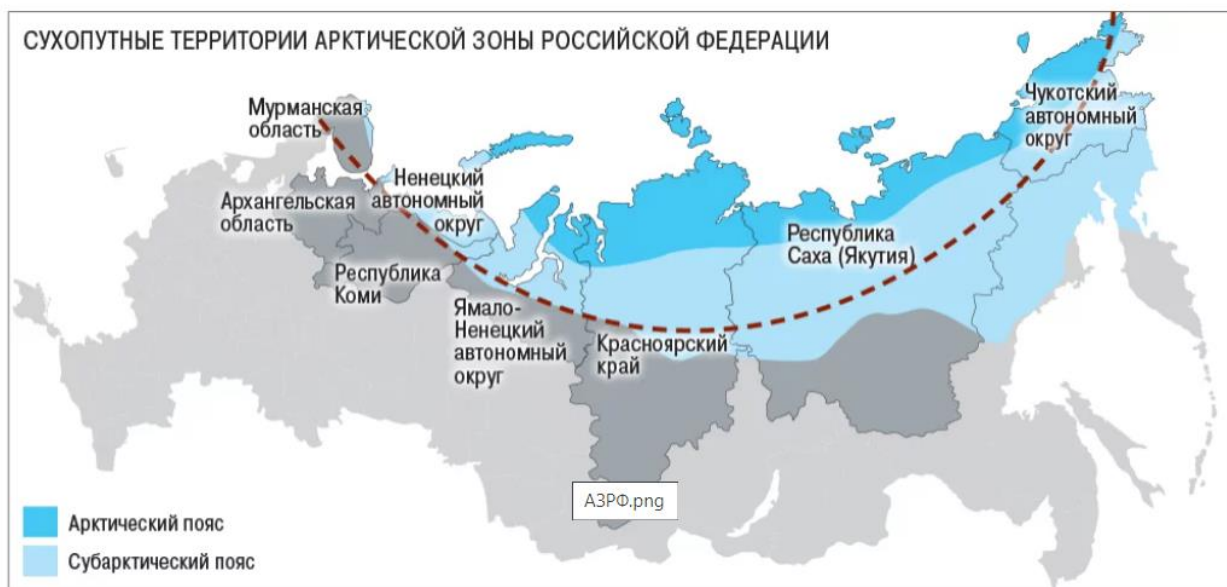 СУХОПУТНЫЕ ТЕРРИТОРИИ АРКТИЧЕСКОЙ ЗОНЫ РОССИЙСКОЙ ФЕДЕРАЦИИ
Мурманская
область
Чукотский
автономный
округ
Ненецкий
автономный
округ
Архангельская
область
Республика
Саха (Якутия)
Республика
Коми
Ямало-
Ненецкий
автономный
округ
Красноярский
край
АЗРФ.png
Арктический пояс
Субарктический пояс